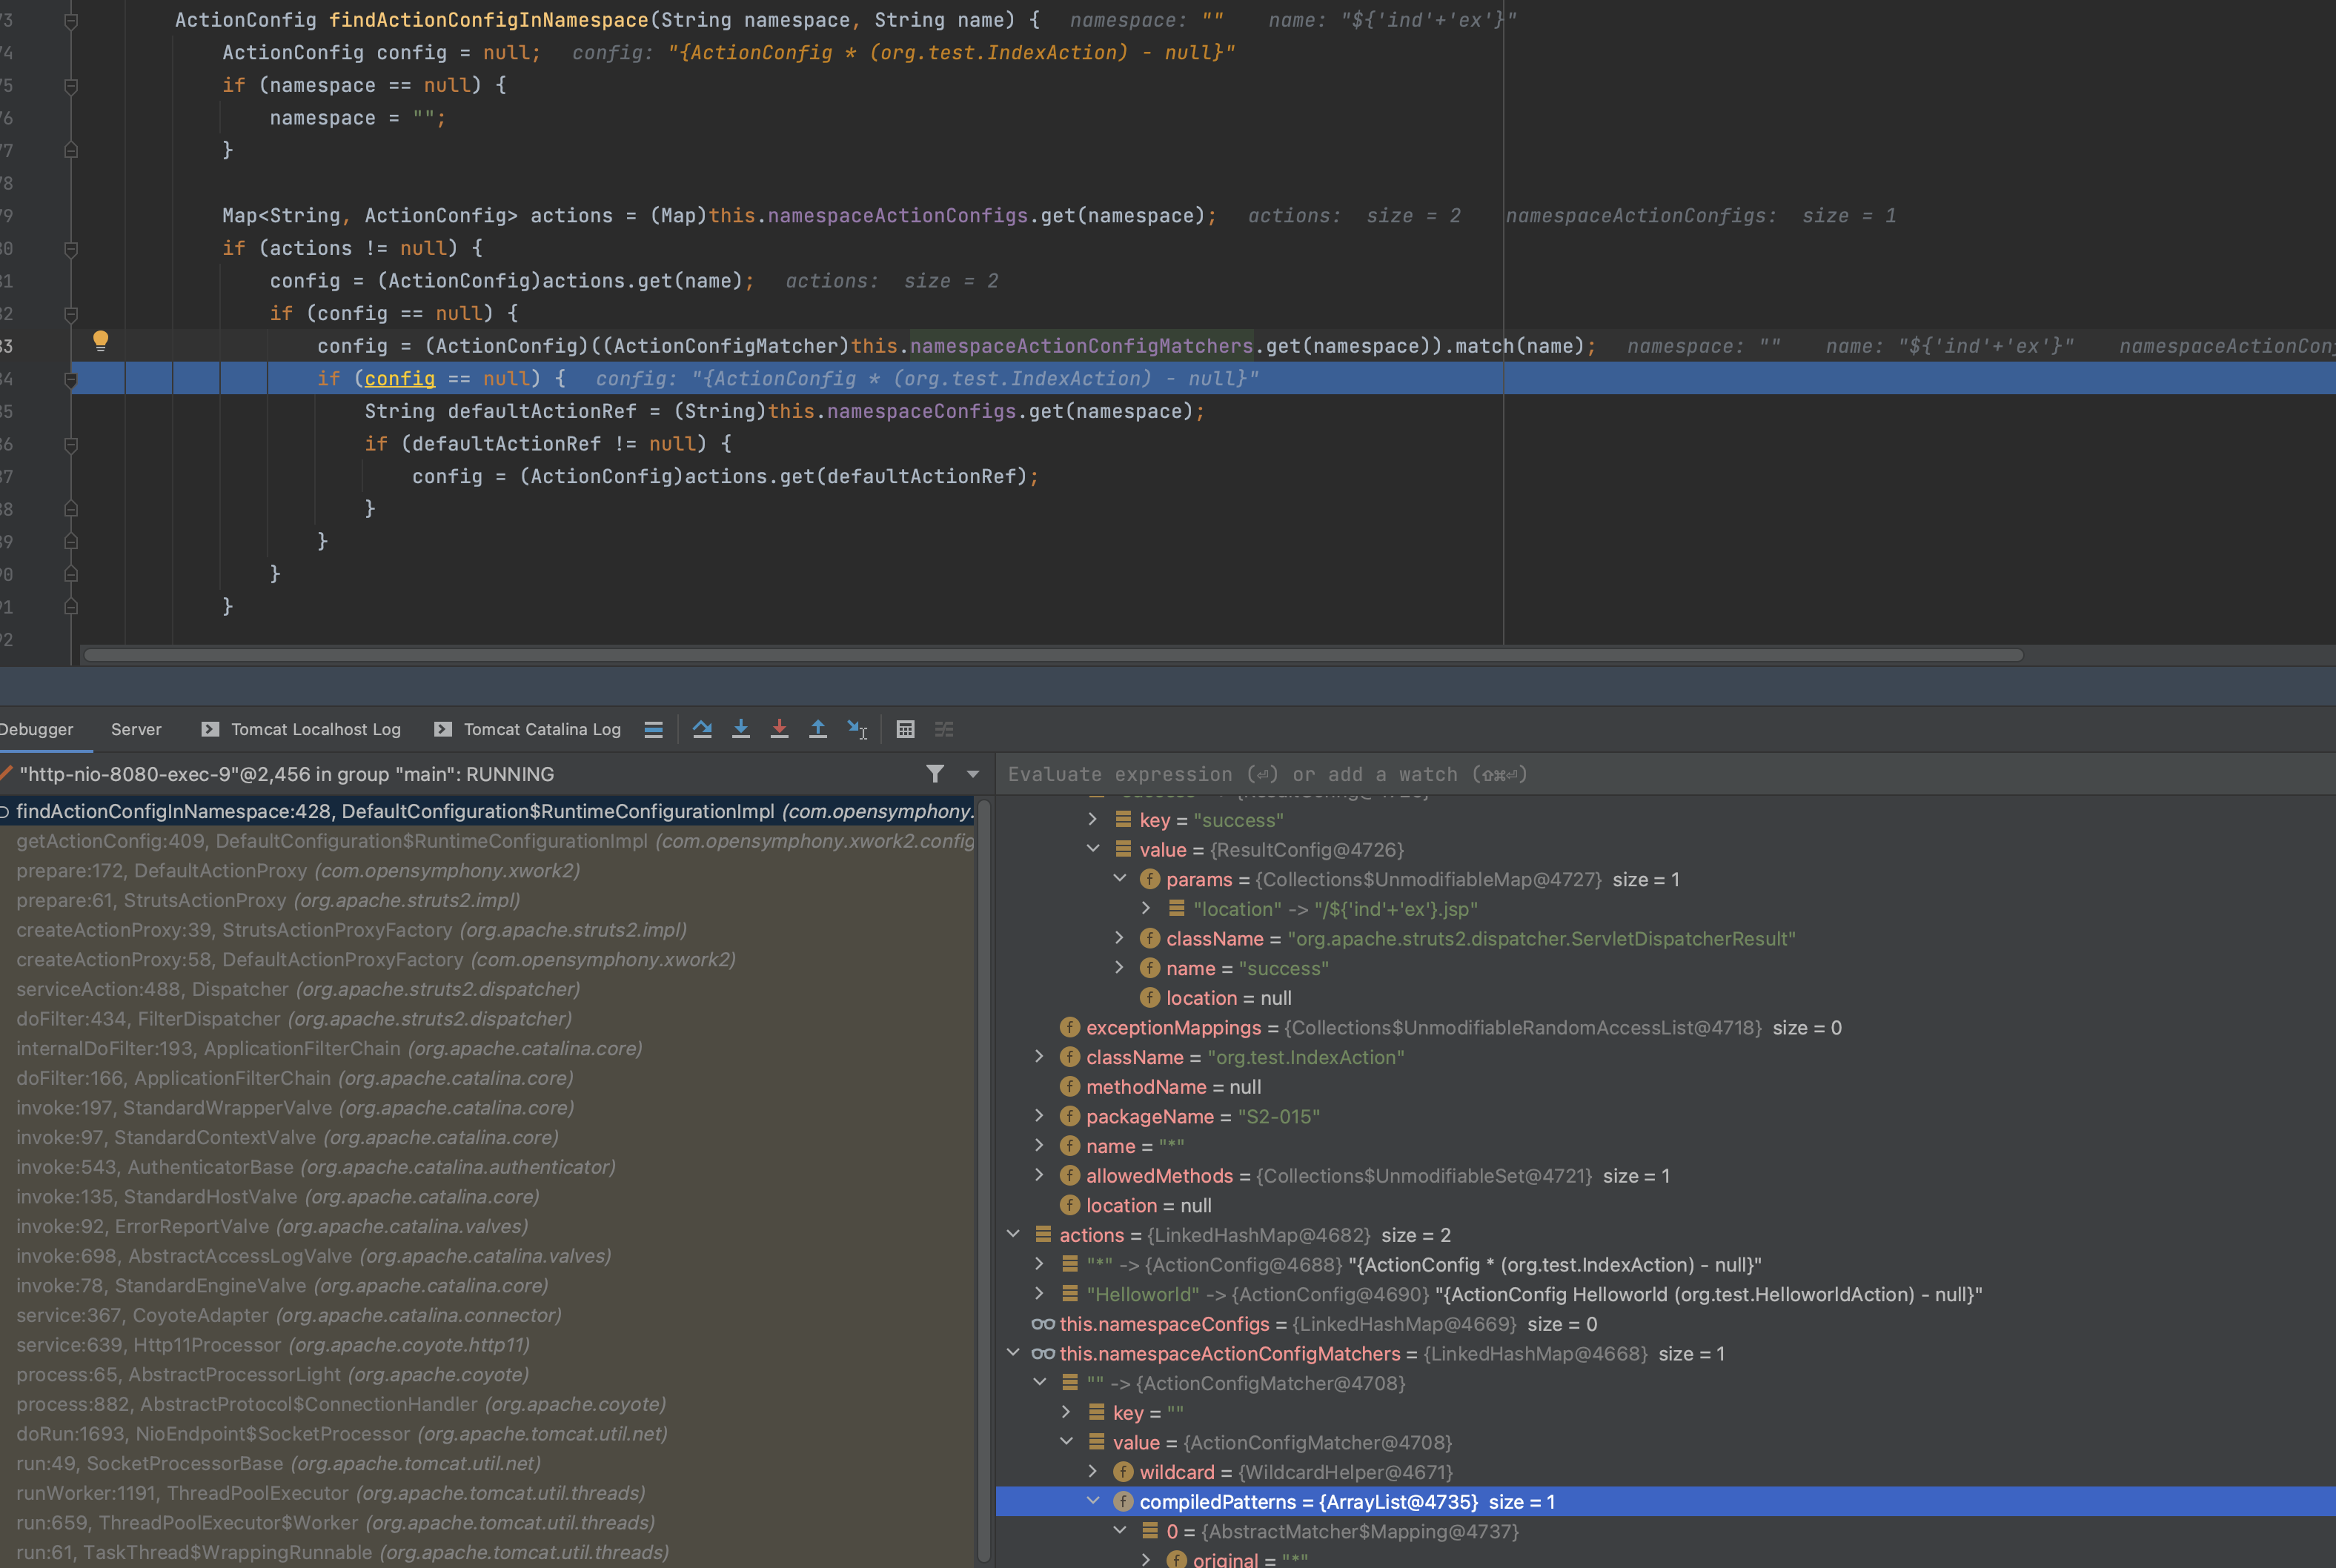 73 ActionConfig findActionConfigInNamespace(String namespace, String name) { namespace: "" name: "${'ind'+'ex'}"
74 ActionConfig config = null; config: "{ActionConfig * (org.test.IndexAction) - null}"
75 if (namespace == null) {
76 namespace = "";
77 }
78
79 Map<String, ActionConfig> actions = (Map)this.namespaceActionConfigs.get(namespace); actions: size = 2 namespaceActionConfigs: size = 1
80 if (actions != null) {
81 config = (ActionConfig)actions.get(name); actions: size = 2
82 if (config == null) {
83 config = (ActionConfig)((ActionConfigMatcher)this.namespaceActionConfigMatchers.get(namespace)).match(name); namespace: "" name: "${'ind'+'ex'}" namespaceActionCon
84 if (config == null) { config: "{ActionConfig * (org.test.IndexAction) - null}"
85 String defaultActionRef = (String)this.namespaceConfigs.get(namespace);
86 if (defaultActionRef != null) {
87 config = (ActionConfig)actions.get(defaultActionRef);
88 }
89 }
90 }
91 }
92
Debugger Server Tomcat Localhost Log Tomcat Catalina Log
"http-nio-8080-exec-9"@2,456 in group "main": RUNNING
findActionConfigInNamespace:428, DefaultConfiguration$RuntimeConfigurationImpl (com.opensymphony.
getActionConfig:409, DefaultConfiguration$RuntimeConfigurationImpl (com.opensymphony.xwork2.config
prepare:172, DefaultActionProxy (com.opensymphony.xwork2)
prepare:61, StrutsActionProxy (org.apache.struts2.impl)
createActionProxy:39, StrutsActionProxyFactory (org.apache.struts2.impl)
createActionProxy:58, DefaultActionProxyFactory (com.opensymphony.xwork2)
serviceAction:488, Dispatcher (org.apache.struts2.dispatcher)
doFilter:434, FilterDispatcher (org.apache.struts2.dispatcher)
internalDoFilter:193, ApplicationFilterChain (org.apache.catalina.core)
doFilter:166, ApplicationFilterChain (org.apache.catalina.core)
invoke:197, StandardWrapperValve (org.apache.catalina.core)
invoke:97, StandardContextValve (org.apache.catalina.core)
invoke:543, AuthenticatorBase (org.apache.catalina.authenticator)
invoke:135, StandardHostValve (org.apache.catalina.core)
invoke:92, ErrorReportValve (org.apache.catalina.valves)
invoke:698, AbstractAccessLogValve (org.apache.catalina.valves)
invoke:78, StandardEngineValve (org.apache.catalina.core)
service:367, CoyoteAdapter (org.apache.catalina.connector)
service:639, Http11Processor (org.apache.coyote.http11)
process:65, AbstractProcessorLight (org.apache.coyote)
process:882, AbstractProtocol$ConnectionHandler (org.apache.coyote)
doRun:1693, NioEndpoint$SocketProcessor (org.apache.tomcat.util.net)
run:49, SocketProcessorBase (org.apache.tomcat.util.net)
runWorker:1191, ThreadPoolExecutor (org.apache.tomcat.util.threads)
run:659, ThreadPoolExecutor$Worker (org.apache.tomcat.util.threads)
run:61, TaskThread$WrappingRunnable (org.apache.tomcat.util.threads)
Evaluate expression (⏎) or add a watch (⇧⌘⏎)
key = "success"
value = {ResultConfig@4726}
params = {Collections$UnmodifiableMap@4727} size = 1
"location" -> "/${'ind'+'ex'}.jsp"
className = "org.apache.struts2.dispatcher.ServletDispatcherResult"
name = "success"
location = null
exceptionMappings = {Collections$UnmodifiableRandomAccessList@4718} size = 0
className = "org.test.IndexAction"
methodName = null
packageName = "S2-015"
name = "*"
allowedMethods = {Collections$UnmodifiableSet@4721} size = 1
location = null
actions = {LinkedHashMap@4682} size = 2
"*" -> {ActionConfig@4688} "{ActionConfig * (org.test.IndexAction) - null}"
"Helloworld" -> {ActionConfig@4690} "{ActionConfig Helloworld (org.test.HelloworldAction) - null}"
this.namespaceConfigs = {LinkedHashMap@4669} size = 0
this.namespaceActionConfigMatchers = {LinkedHashMap@4668} size = 1
"" -> {ActionConfigMatcher@4708}
key = ""
value = {ActionConfigMatcher@4708}
wildcard = {WildcardHelper@4671}
compiledPatterns = {ArrayList@4735} size = 1
0 = {AbstractMatcher$Mapping@4737}
original = "*"